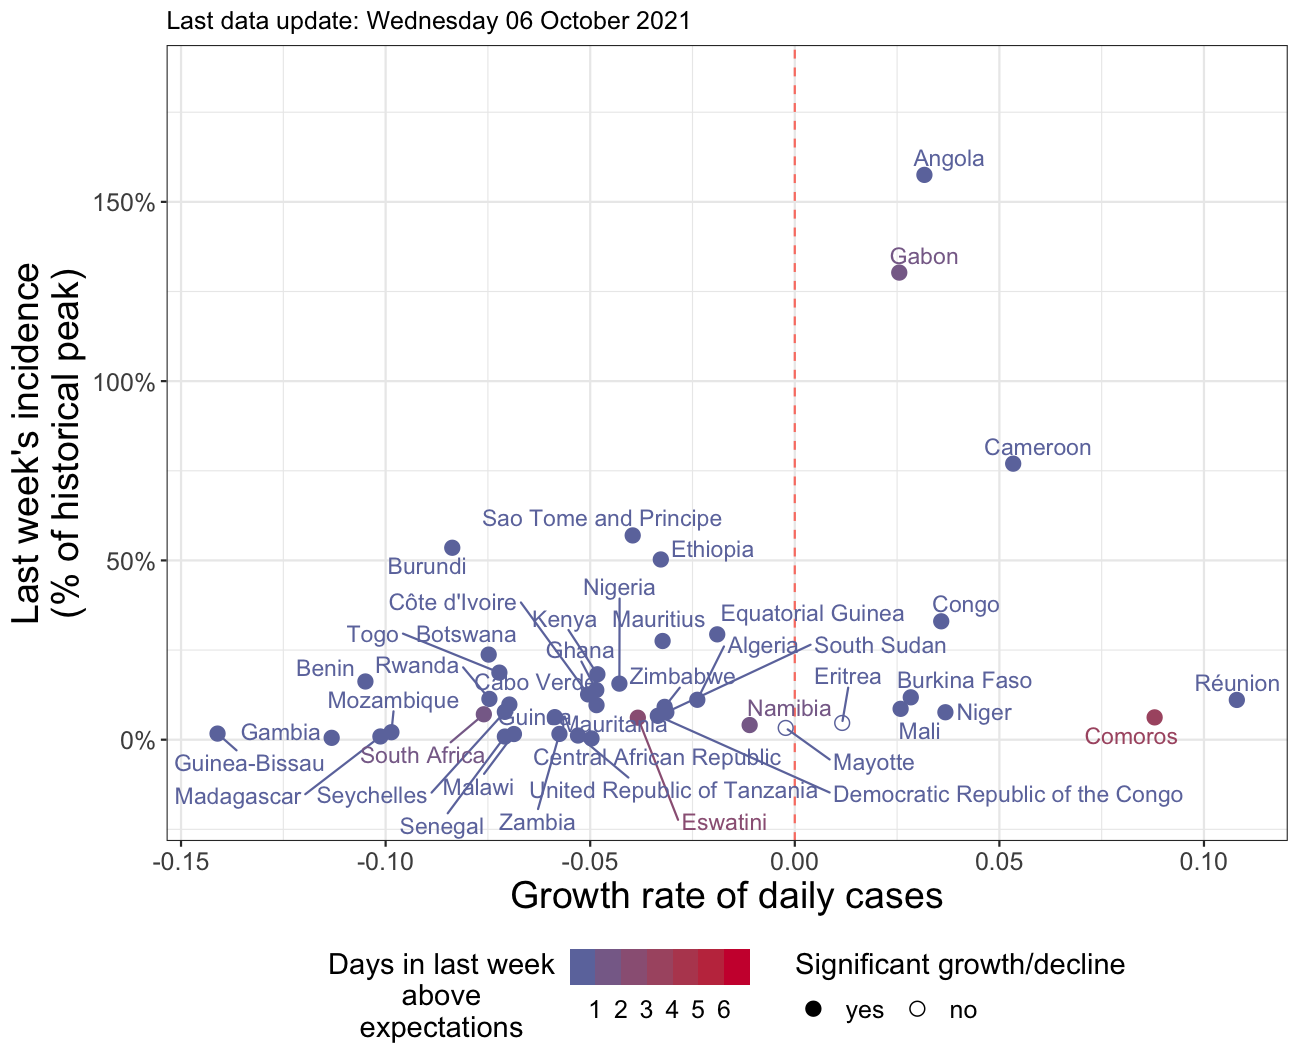 Last data update: Wednesday 06 October 2021
Last week's incidence
(% of historical peak)
150%
100%
50%
0%
Angola
Gabon
Cameroon
Sao Tome and Principe
Ethiopia
Burundi
Nigeria
Côte d'Ivoire
Congo
Kenya
Mauritius
Equatorial Guinea
Togo
Botswana
Algeria
South Sudan
Ghana
Benin
Rwanda
Zimbabwe
Eritrea
Cabo Verde
Burkina Faso
Réunion
Mozambique
Namibia
Guinea
Niger
Mauritania
Gambia
Mali
Comoros
South Africa
Central African Republic
Guinea-Bissau
Mayotte
Malawi
United Republic of Tanzania
Madagascar
Seychelles
Democratic Republic of the Congo
Senegal
Zambia
Eswatini
-0.15
-0.10
-0.05
0.00
0.05
0.10
Growth rate of daily cases
Days in last week
above
expectations
1 2 3 4 5 6
Significant growth/decline
yes
no